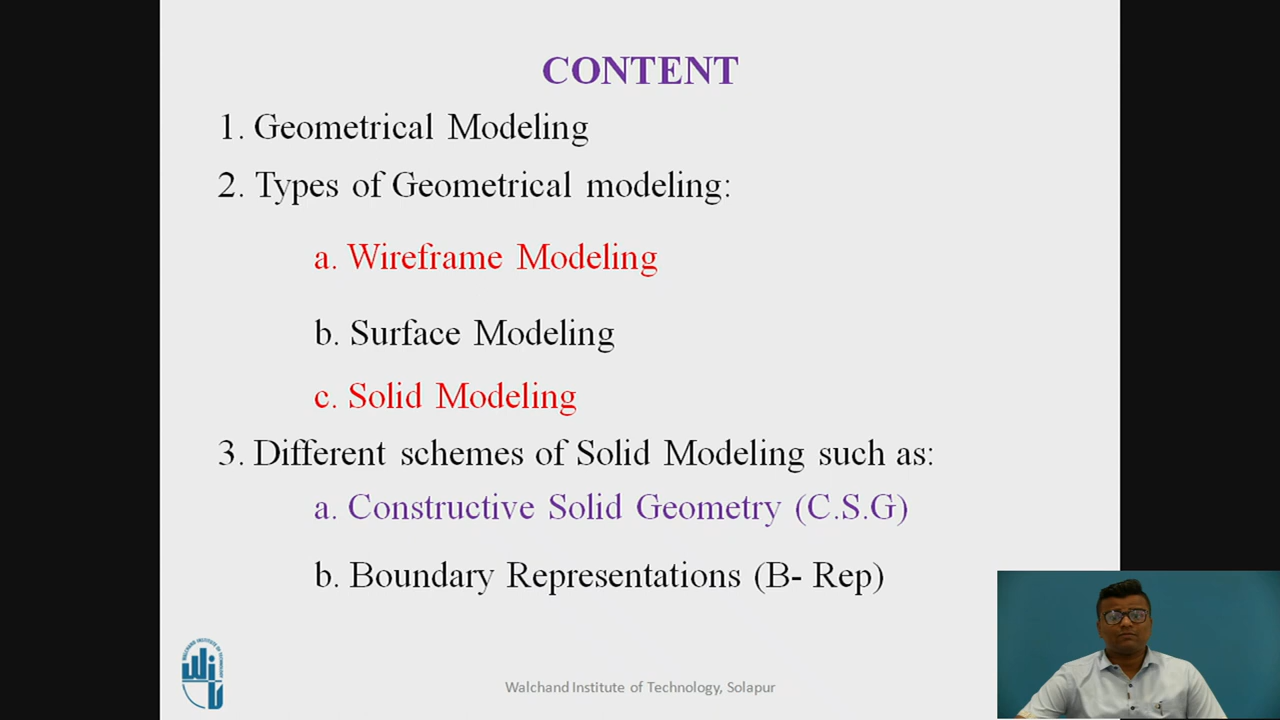 CONTENT
1. Geometrical Modeling
2. Types of Geometrical modeling:
a. Wireframe Modeling
b. Surface Modeling
c. Solid Modeling
3. Different schemes of Solid Modeling such as:
a. Constructive Solid Geometry (C.S.G)
b. Boundary Representations (B- Rep)
Walchand Institute of Technology, Solapur